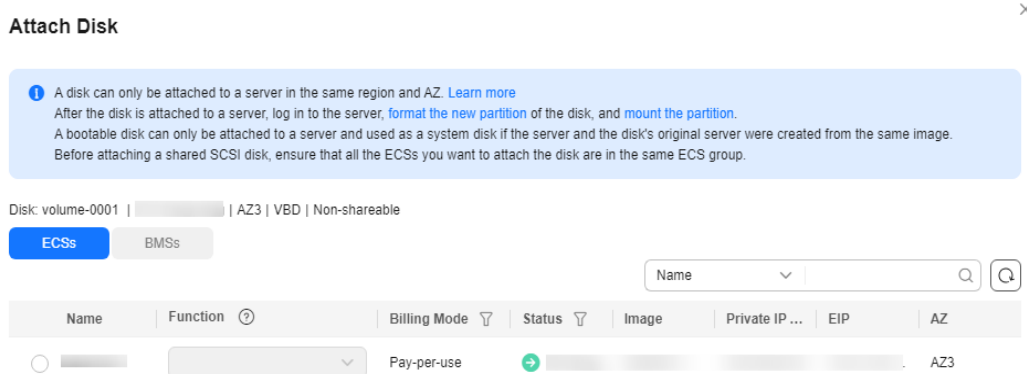 Attach Disk
A disk can only be attached to a server in the same region and AZ. Learn more
After the disk is attached to a server, log in to the server, format the new partition of the disk, and mount the partition.
A bootable disk can only be attached to a server and used as a system disk if the server and the disk's original server were created from the same image.
Before attaching a shared SCSI disk, ensure that all the ECSs you want to attach the disk are in the same ECS group.
Disk: volume-0001 | | AZ3 | VBD | Non-shareable
ECSs BMSs
Name
Name Function Billing Mode Status Image Private IP ... EIP AZ
Pay-per-use AZ3